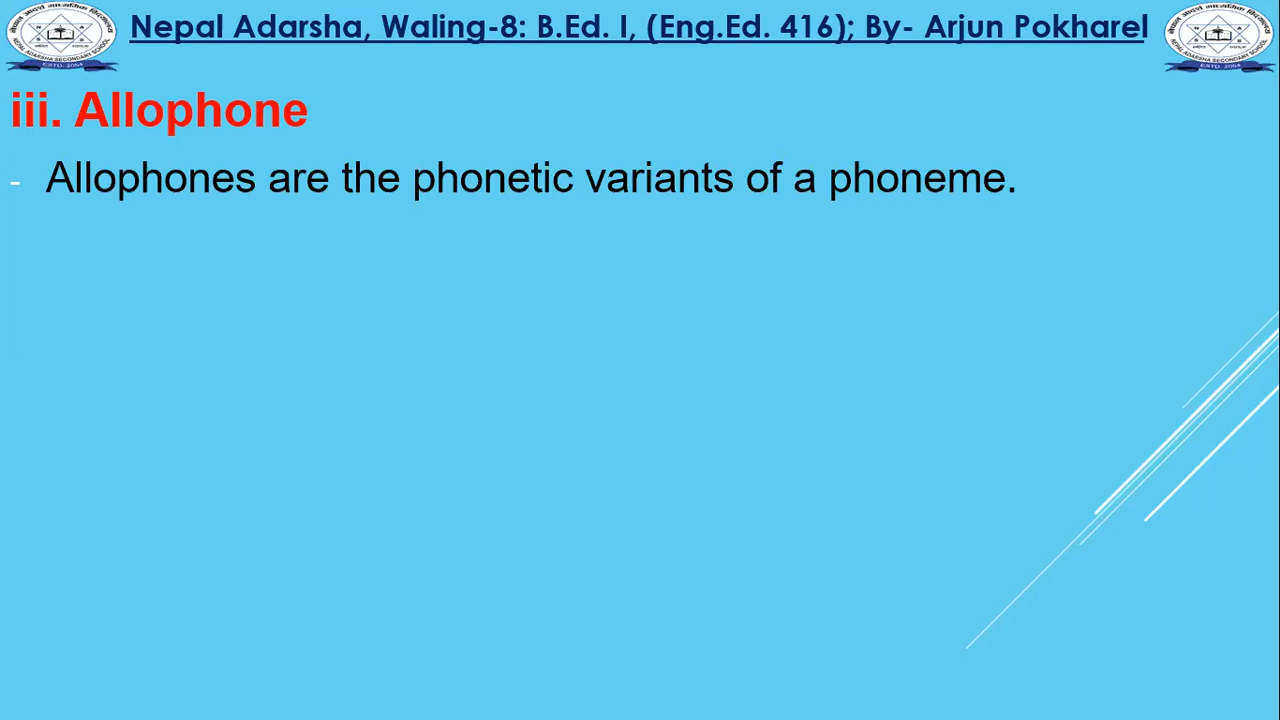 Nepal Adarsha, Waling-8: B.Ed. I, (Eng.Ed. 416); By- Arjun Pokharel
iii. Allophone
- Allophones are the phonetic variants of a phoneme.